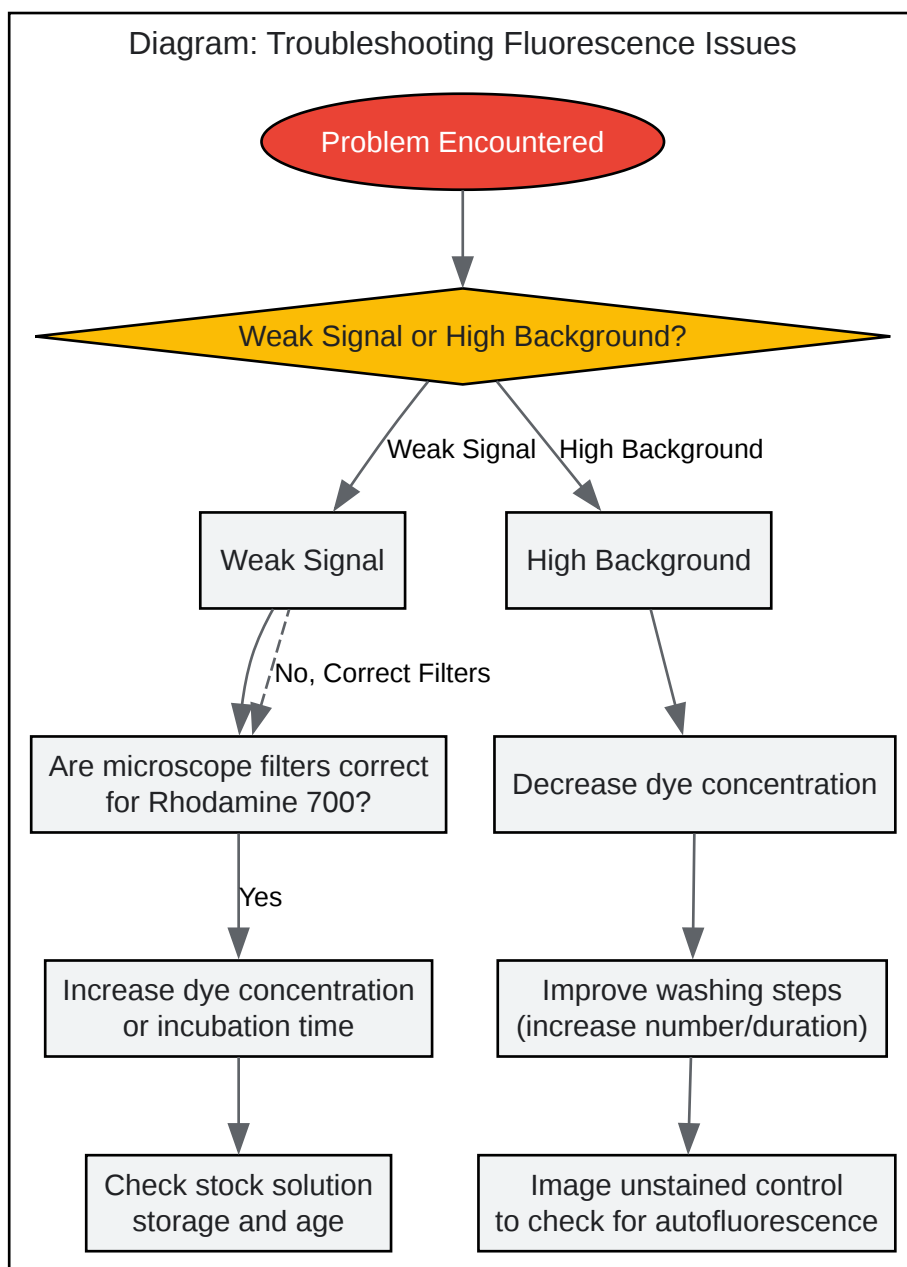 Diagram: Troubleshooting Fluorescence Issues
Problem Encountered
Weak Signal or High Background?
Weak Signal
High Background
Weak Signal
High Background
No, Correct Filters
Are microscope filters correct
for Rhodamine 700?
Decrease dye concentration
Yes
Increase dye concentration
or incubation time
Improve washing steps
(increase number/duration)
Check stock solution
storage and age
Image unstained control
to check for autofluorescence